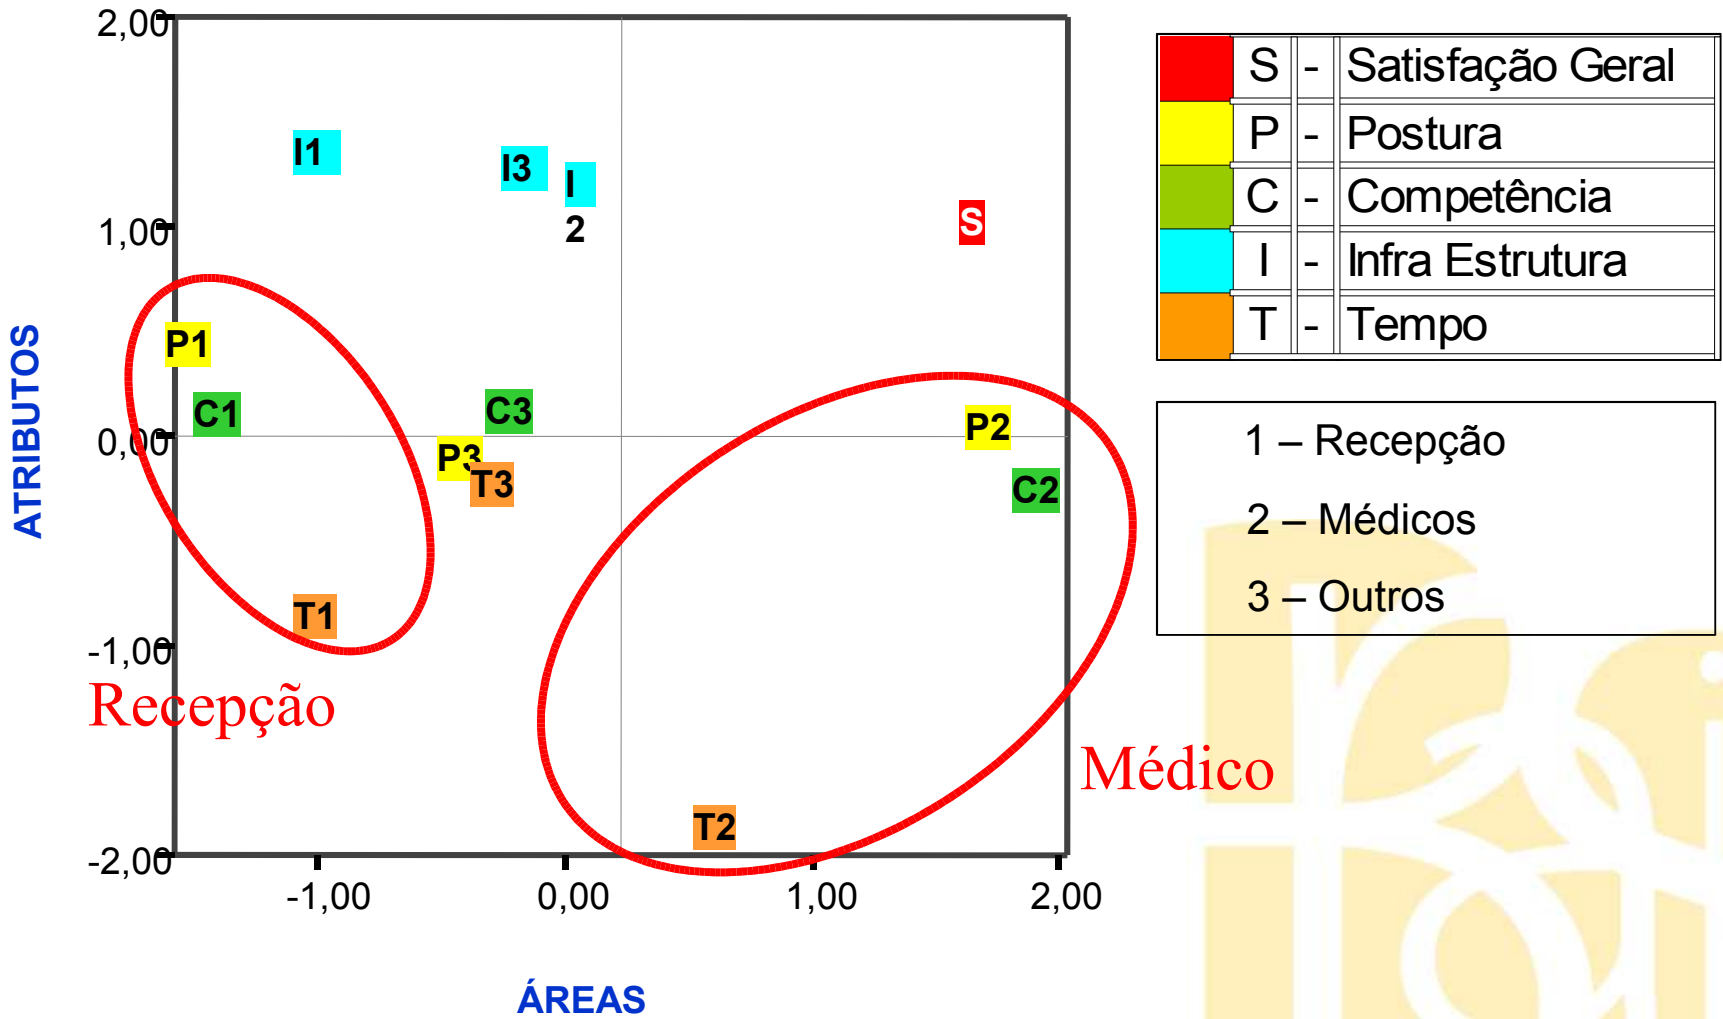 2,00
1,00
0,00
-1,00
-2,00
ATRIBUTOS
I1
I3
I
2
S
P1
C1
C3
P3
T3
P2
C2
T1
T2
Recepção
Médico
-1,00
0,00
1,00
2,00
ÁREAS
S - Satisfação Geral
P - Postura
C - Competência
I - Infra Estrutura
T - Tempo
1 – Recepção
2 – Médicos
3 – Outros